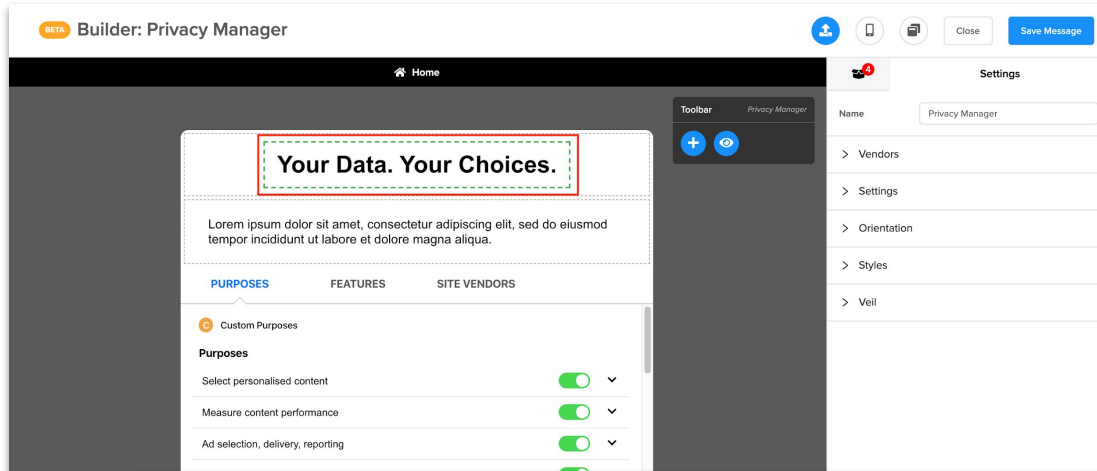 BETA Builder: Privacy Manager
Close
Save Message
Home
4
Settings
Toolbar Privacy Manager
Name Privacy Manager
Vendors
Settings
Orientation
Styles
Veil
Your Data. Your Choices.
Lorem ipsum dolor sit amet, consectetur adipiscing elit, sed do eiusmod
tempor incididunt ut labore et dolore magna aliqua.
PURPOSES FEATURES SITE VENDORS
C Custom Purposes
Purposes
Select personalised content
Measure content performance
Ad selection, delivery, reporting